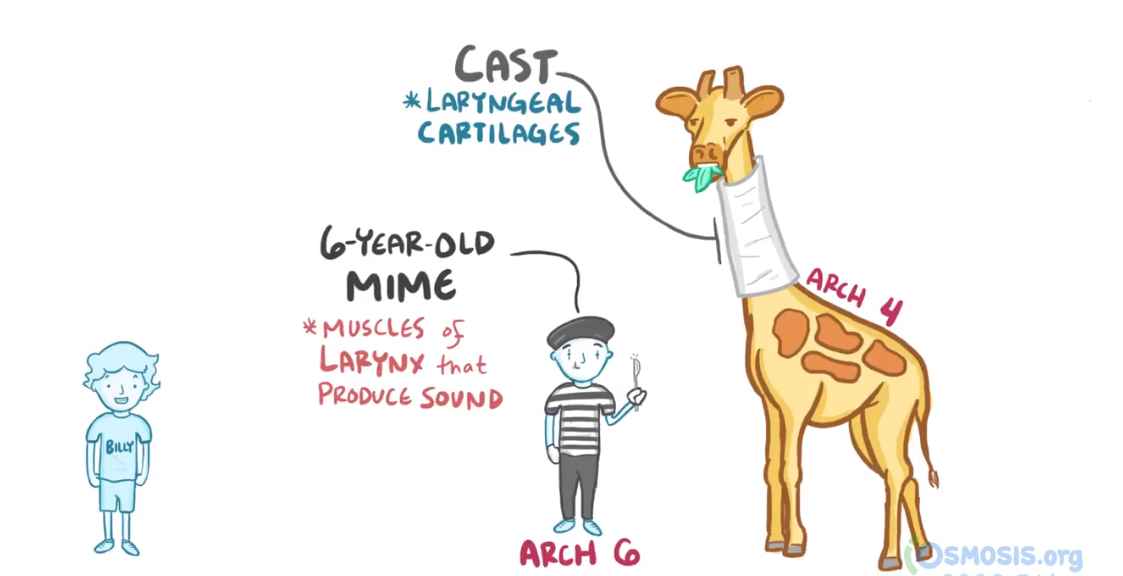 CAST
*LARYNGEAL
CARTILAGES
6-YEAR-OLD
MIME
*MUSCLES of
LARYNX that
PRODUCE SOUND
BILLY
ARCH 6
ARCH 4
OSMOSIS.org